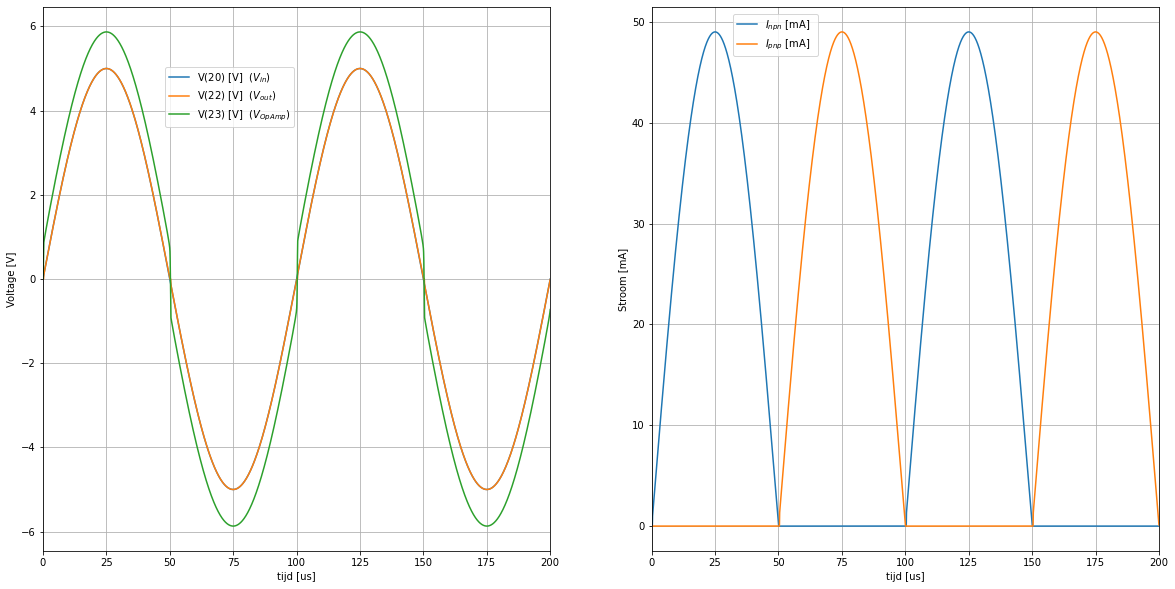 6
4
2
0
−2
−4
−6
Voltage [V]
V(20) [V] (V_in)
V(22) [V] (V_out)
V(23) [V] (V_OpAmp)
0 25 50 75 100 125 150 175 200
tijd [us]
50
40
30
20
10
0
Stroom [mA]
I_npn [mA]
I_pnp [mA]
0 25 50 75 100 125 150 175 200
tijd [us]